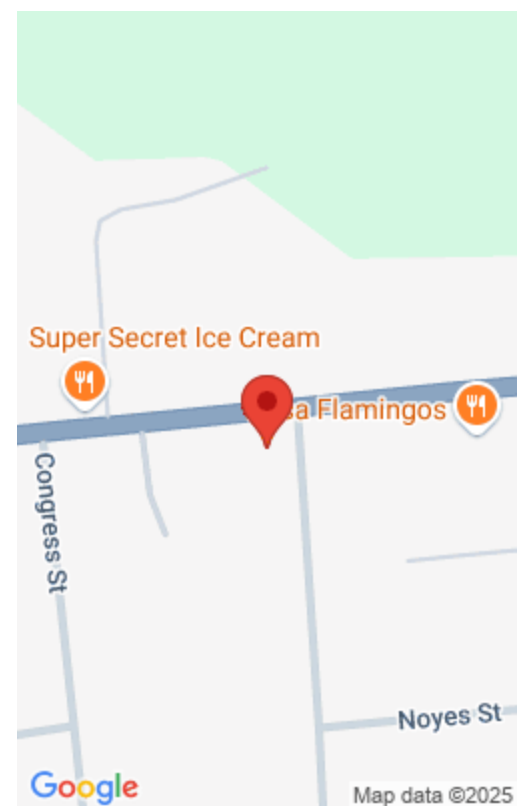 Super Secret Ice Cream
Flamingos
Congress St
Noyes St
Google
Map data ©2025